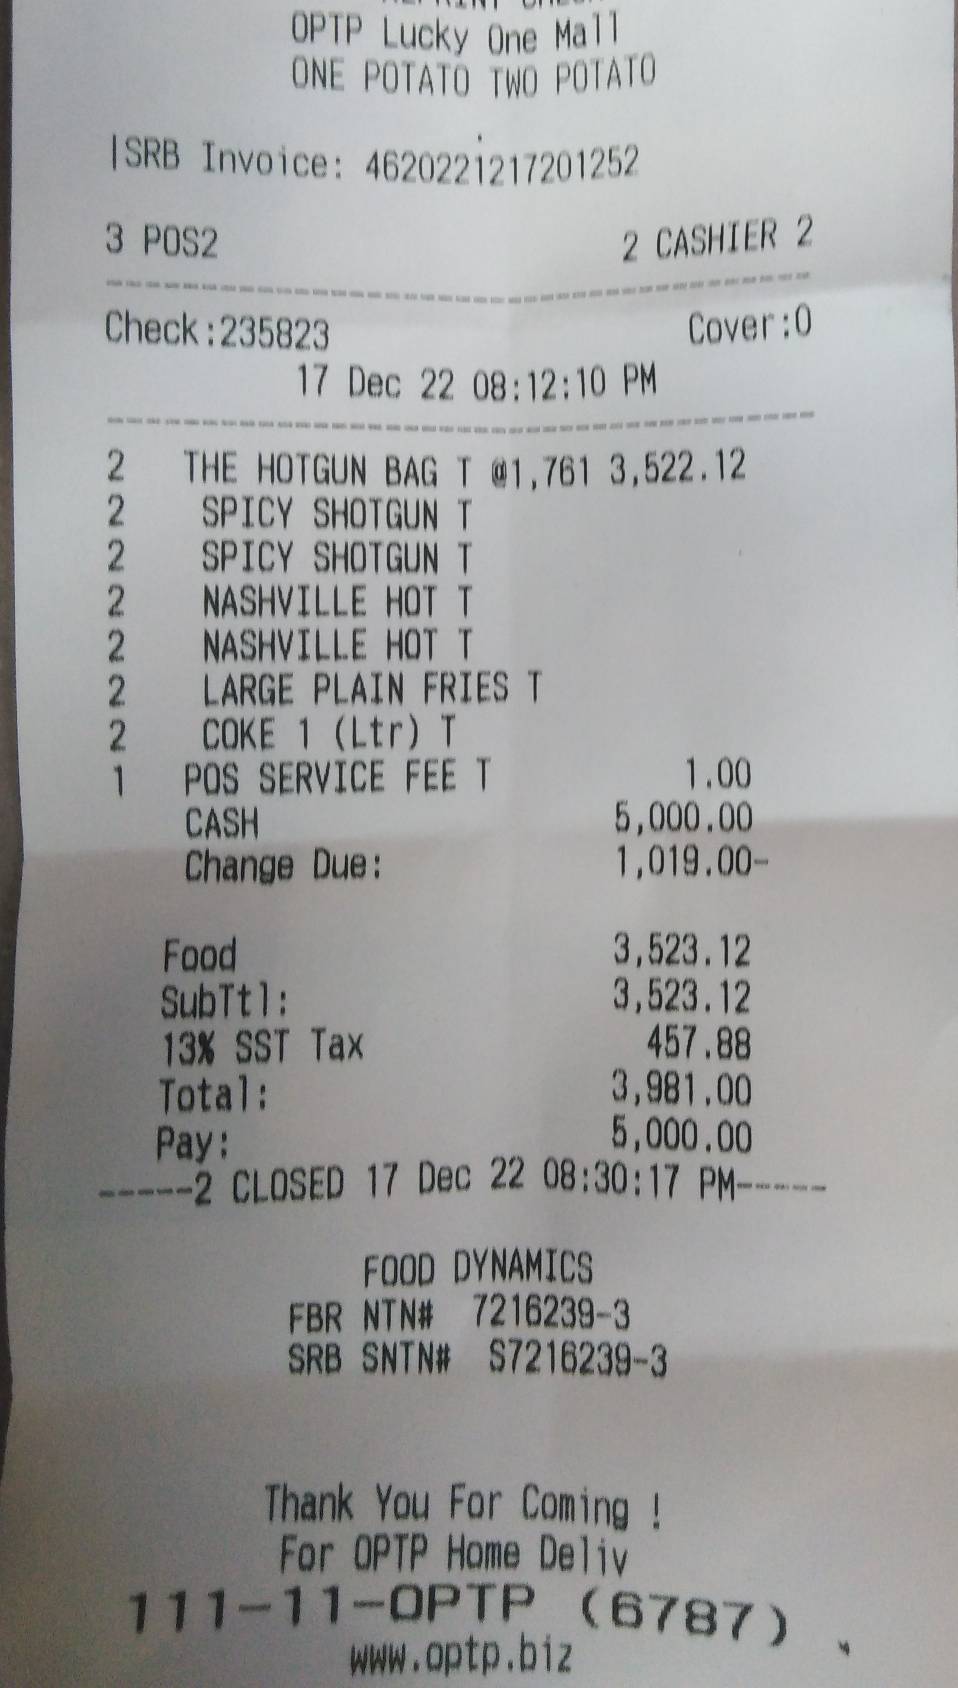 OPTP Lucky One Mall
ONE POTATO TWO POTATO
|SRB Invoice: 4620221217201252
3 POS2 2 CASHIER 2
Check:235823 Cover:0
17 Dec 22 08:12:10 PM
2 THE HOTGUN BAG T @1,761 3,522.12
2 SPICY SHOTGUN T
2 SPICY SHOTGUN T
2 NASHVILLE HOT T
2 NASHVILLE HOT T
2 LARGE PLAIN FRIES T
2 COKE 1 (Ltr) T
1 POS SERVICE FEE T 1.00
CASH 5,000.00
Change Due: 1,019.00-
Food 3,523.12
SubTtl: 3,523.12
13% SST Tax 457.88
Total: 3,981.00
Pay: 5,000.00
-----2 CLOSED 17 Dec 22 08:30:17 PM-----
FOOD DYNAMICS
FBR NTN# 7216239-3
SRB SNTN# S7216239-3
Thank You For Coming !
For OPTP Home Deliv
111-11-OPTP (6787)
www.optp.biz